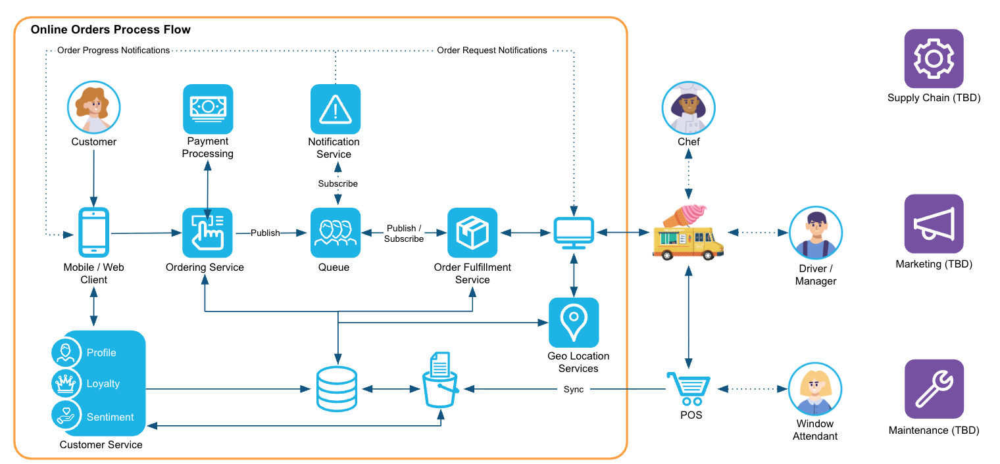 Online Orders Process Flow
Order Progress Notifications
Order Request Notifications
Customer
Payment
Processing
Notification
Service
Chef
Supply Chain (TBD)
Subscribe
Publish
Publish /
Subscribe
Mobile / Web
Client
Ordering Service
Queue
Order Fulfillment
Service
Driver /
Manager
Marketing (TBD)
Profile
Loyalty
Sentiment
Customer Service
Geo Location
Services
Sync
POS
Window
Attendant
Maintenance (TBD)